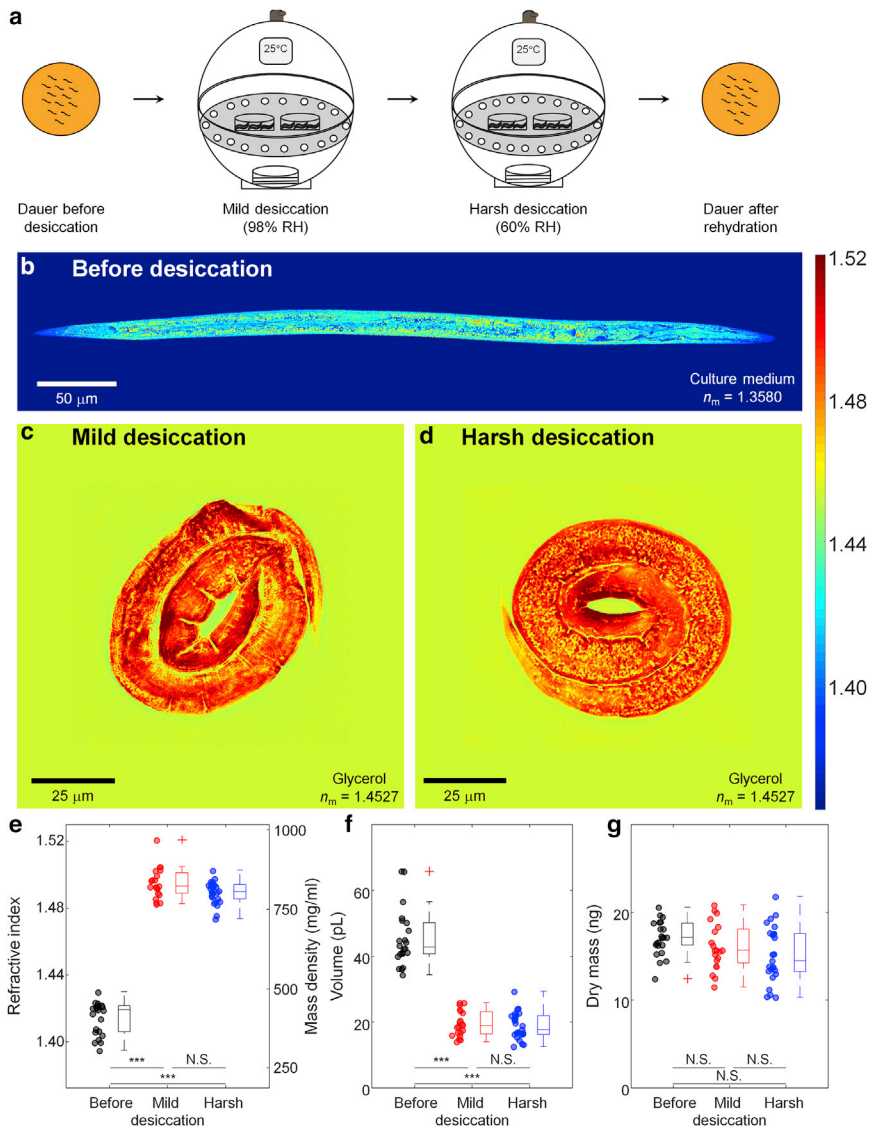 a
25°C
25°C
Dauer before
desiccation
Mild desiccation
(98% RH)
Harsh desiccation
(60% RH)
Dauer after
rehydration
b Before desiccation
50 μm
Culture medium
nm = 1.3580
1.52
1.48
1.44
1.40
c Mild desiccation
25 μm
Glycerol
nm = 1.4527
d Harsh desiccation
25 μm
Glycerol
nm = 1.4527
e
Refractive index
1.52
1.48
1.44
1.40
1000
750
500
250
Mass density (mg/ml)
***
N.S.
***
Before Mild Harsh
desiccation
f
Volume (pL)
60
40
20
0
***
N.S.
***
Before Mild Harsh
desiccation
g
Dry mass (ng)
20
10
0
N.S.
N.S.
N.S.
Before Mild Harsh
desiccation